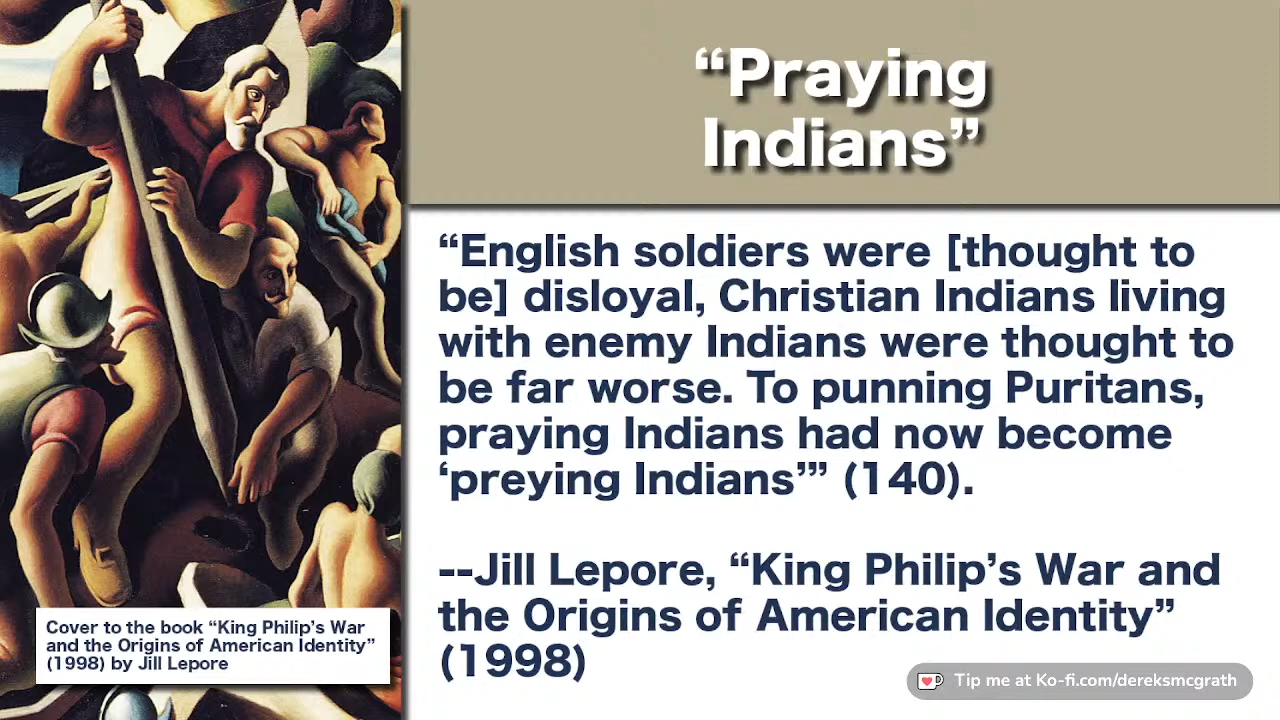 “Praying
Indians”
“English soldiers were [thought to
be] disloyal, Christian Indians living
with enemy Indians were thought to
be far worse. To punning Puritans,
praying Indians had now become
‘preying Indians’” (140).
--Jill Lepore, “King Philip’s War and
the Origins of American Identity”
(1998)
Cover to the book “King Philip’s War
and the Origins of American Identity”
(1998) by Jill Lepore
Tip me at Ko-fi.com/dereksmcgrath